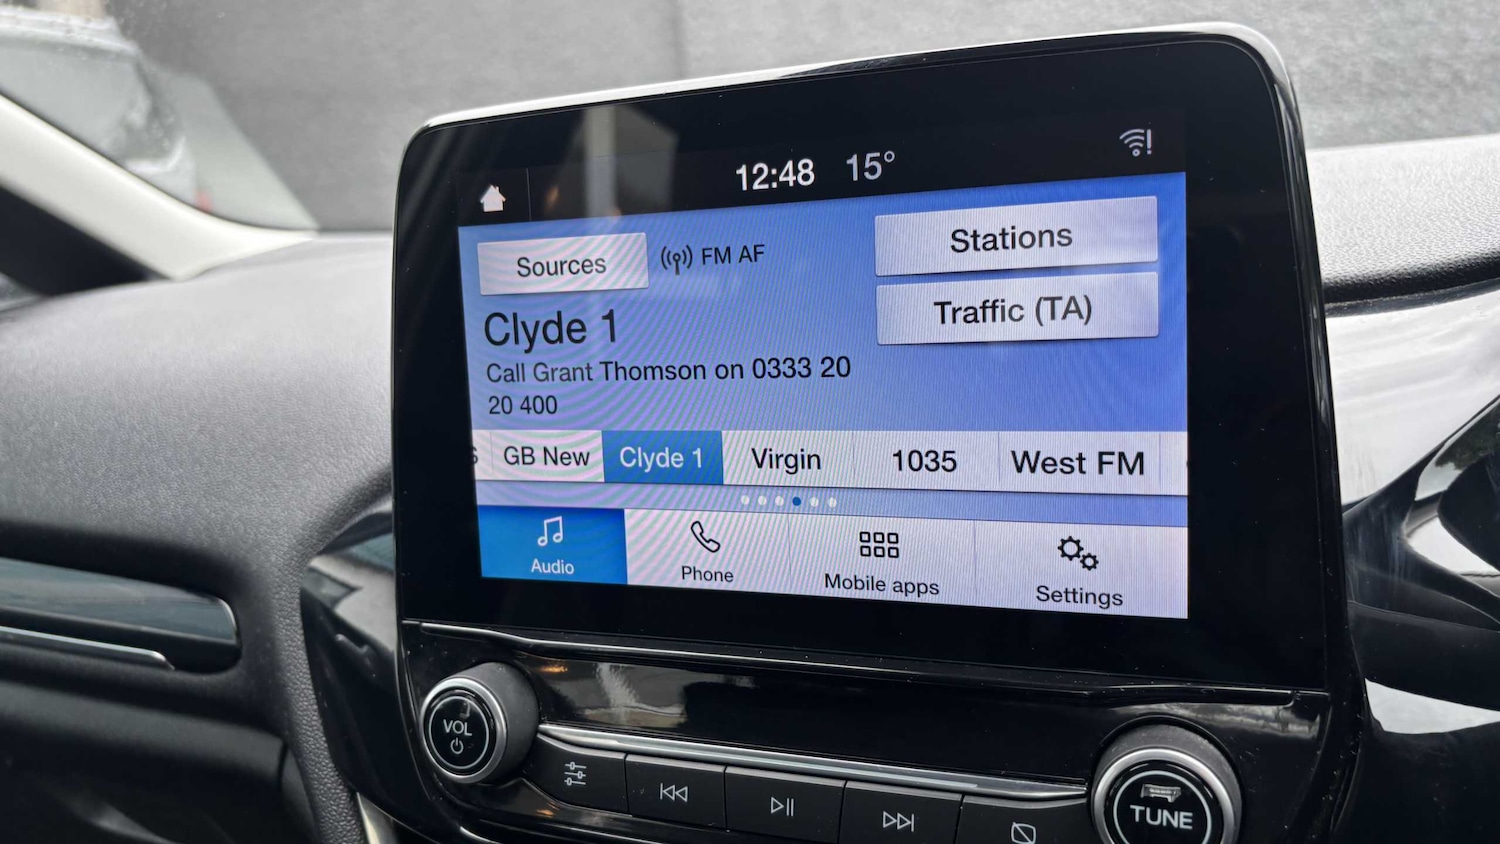 12:48 15°
Sources
FM AF
Stations
Traffic (TA)
Clyde 1
Call Grant Thomson on 0333 20
20 400
GB New
Clyde 1
Virgin
1035
West FM
Audio
Phone
Mobile apps
Settings
VOL
TUNE